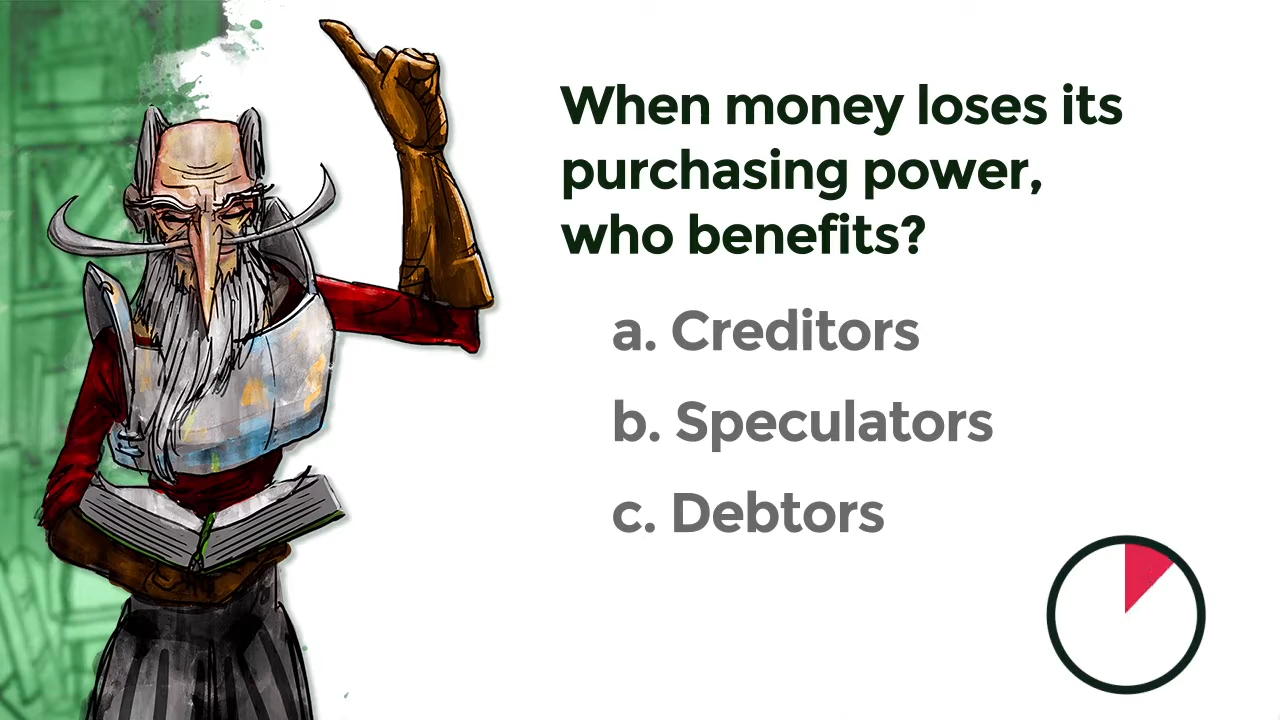 When money loses its
purchasing power,
who benefits?
a. Creditors
b. Speculators
c. Debtors